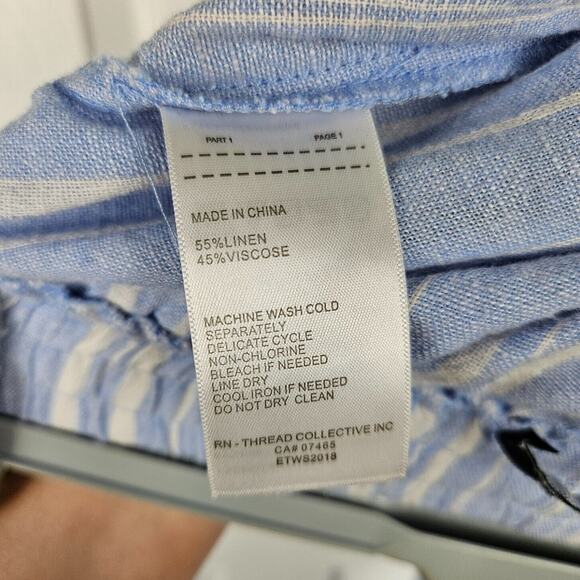 PART 1 PAGE 1
MADE IN CHINA
55%LINEN
45%VISCOSE
MACHINE WASH COLD
SEPARATELY
DELICATE CYCLE
NON-CHLORINE
BLEACH IF NEEDED
LINE DRY
COOL IRON IF NEEDED
DO NOT DRY CLEAN
RN - THREAD COLLECTIVE INC
CA# 07465
ETWS2018